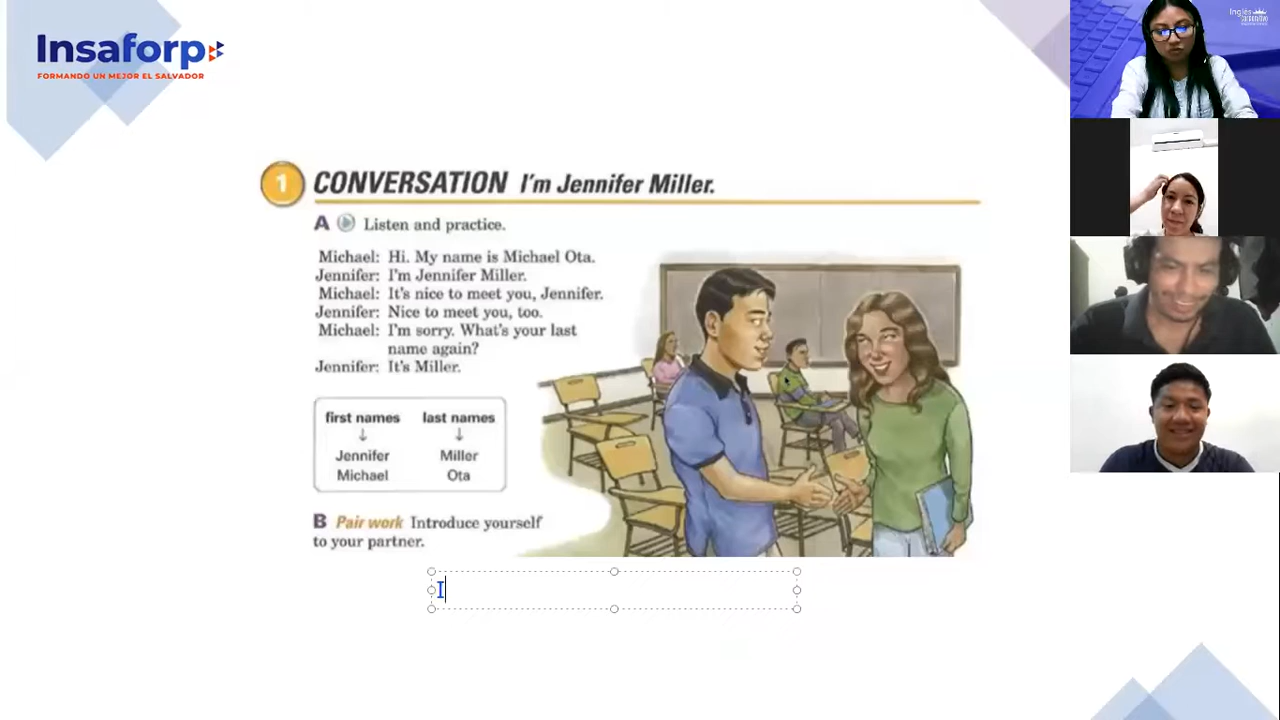 Insaforp
FORMANDO UN MEJOR EL SALVADOR
Inglés
1 CONVERSATION I'm Jennifer Miller.
A Listen and practice.
Michael: Hi. My name is Michael Ota.
Jennifer: I'm Jennifer Miller.
Michael: It's nice to meet you, Jennifer.
Jennifer: Nice to meet you, too.
Michael: I'm sorry. What's your last
name again?
Jennifer: It's Miller.
first names last names
↓ ↓
Jennifer Miller
Michael Ota
B Pair work Introduce yourself
to your partner.
I